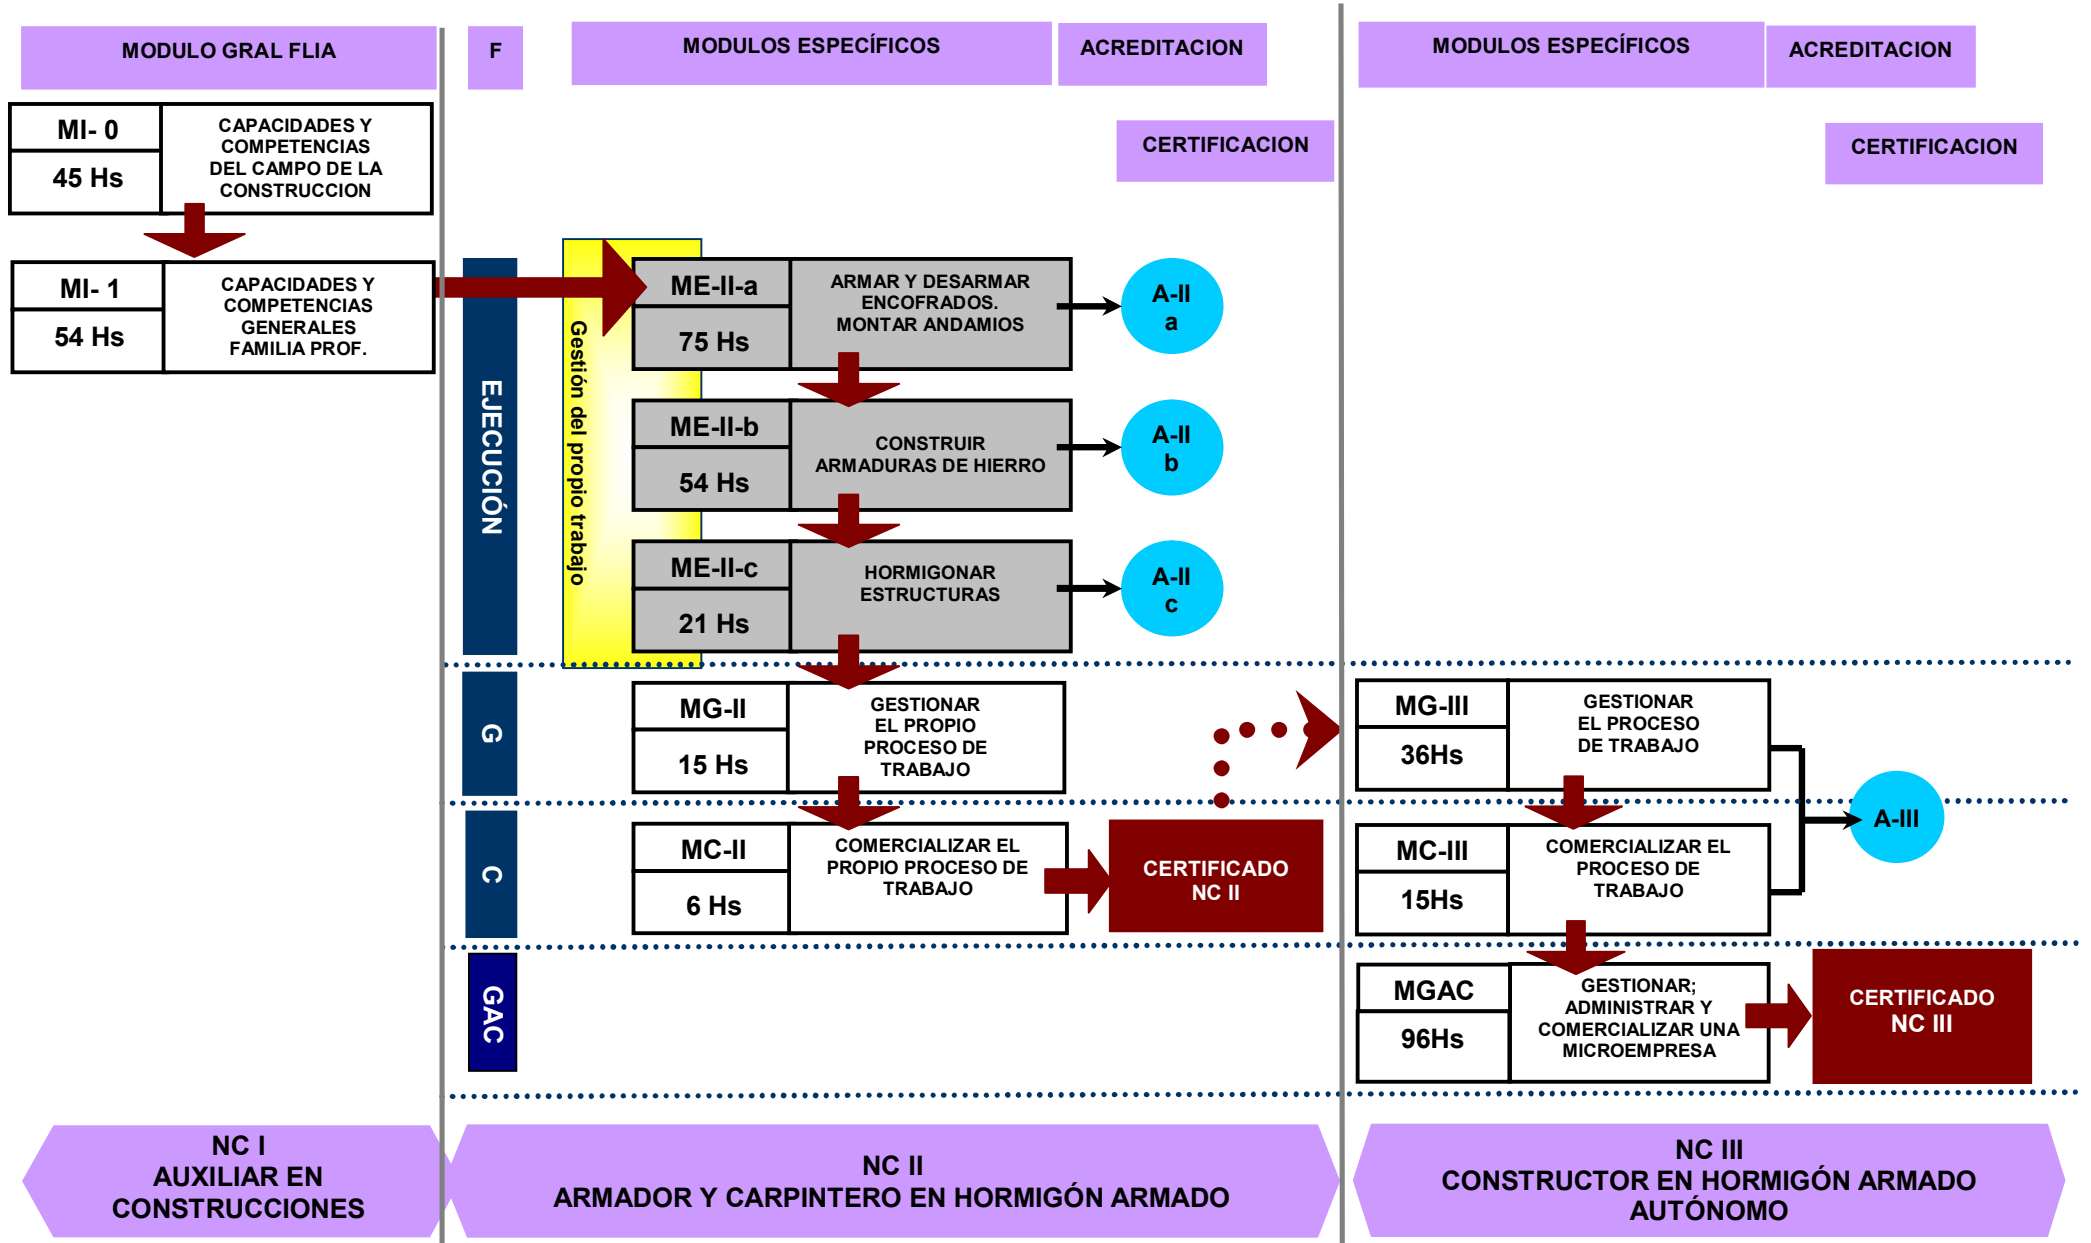 MODULO GRAL FLIA
F
MODULOS ESPECÍFICOS
ACREDITACION
MODULOS ESPECÍFICOS
ACREDITACION
CERTIFICACION
CERTIFICACION
MI- 0
45 Hs
CAPACIDADES Y
COMPETENCIAS
DEL CAMPO DE LA
CONSTRUCCION
MI- 1
54 Hs
CAPACIDADES Y
COMPETENCIAS
GENERALES
FAMILIA PROF.
EJECUCIÓN
Gestión del propio trabajo
ME-II-a
75 Hs
ARMAR Y DESARMAR
ENCOFRADOS.
MONTAR ANDAMIOS
A-II
a
ME-II-b
54 Hs
CONSTRUIR
ARMADURAS DE HIERRO
A-II
b
ME-II-c
21 Hs
HORMIGONAR
ESTRUCTURAS
A-II
c
G
MG-II
15 Hs
GESTIONAR
EL PROPIO
PROCESO DE
TRABAJO
MG-III
36Hs
GESTIONAR
EL PROCESO
DE TRABAJO
C
MC-II
6 Hs
COMERCIALIZAR EL
PROPIO PROCESO DE
TRABAJO
CERTIFICADO
NC II
MC-III
15Hs
COMERCIALIZAR EL
PROCESO DE
TRABAJO
A-III
GAC
MGAC
96Hs
GESTIONAR;
ADMINISTRAR Y
COMERCIALIZAR UNA
MICROEMPRESA
CERTIFICADO
NC III
NC I
AUXILIAR EN
CONSTRUCCIONES
NC II
ARMADOR Y CARPINTERO EN HORMIGÓN ARMADO
NC III
CONSTRUCTOR EN HORMIGÓN ARMADO
AUTÓNOMO